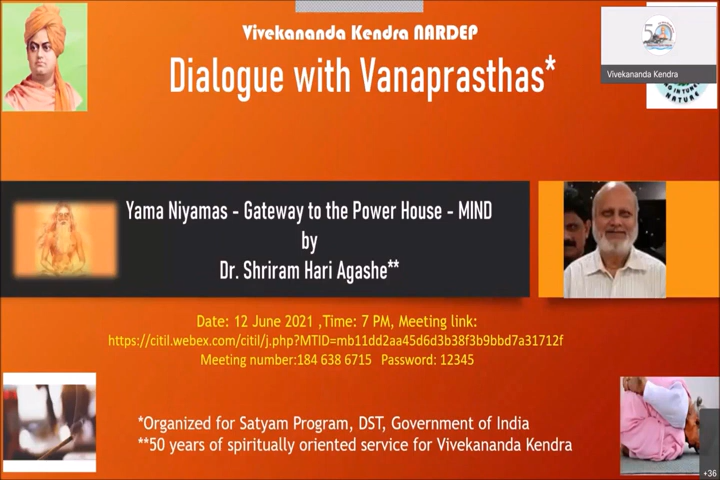 Vivekananda Kendra NARDEP
Dialogue with Vanaprasthas*
Vivekananda Kendra
NATURE
Yama Niyamas - Gateway to the Power House - MIND
by
Dr. Shriram Hari Agashe**
Date: 12 June 2021 ,Time: 7 PM, Meeting link:
https://citil.webex.com/citil/j.php?MTID=mb11dd2aa45d6d3b38f3b9bbd7a31712f
Meeting number:184 638 6715 Password: 12345
*Organized for Satyam Program, DST, Government of India
**50 years of spiritually oriented service for Vivekananda Kendra
+36